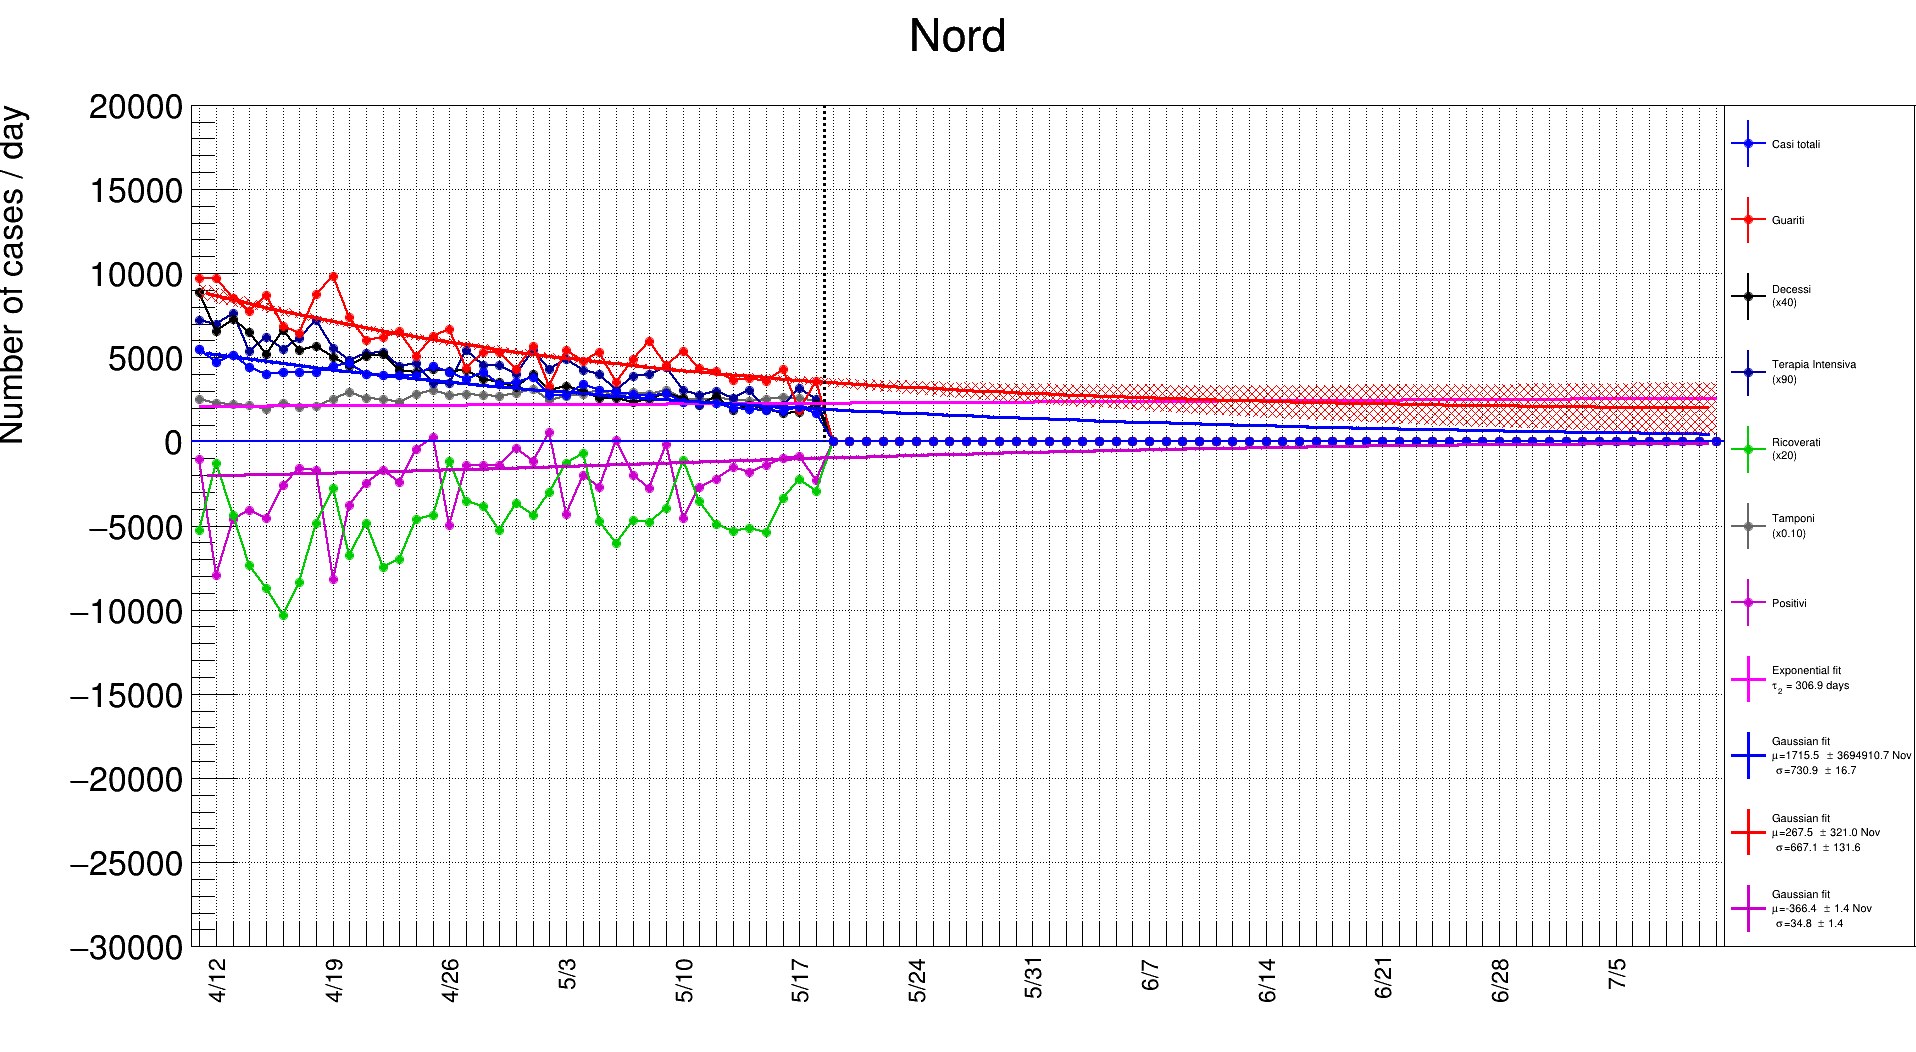 Nord
Number of cases / day
20000
15000
10000
5000
0
−5000
−10000
−15000
−20000
−25000
−30000
4/12
4/19
4/26
5/3
5/10
5/17
5/24
5/31
6/7
6/14
6/21
6/28
7/5
Casi totali
Guariti
Decessi
(x40)
Terapia Intensiva
(x90)
Ricoverati
(x20)
Tamponi
(x0.10)
Positivi
Exponential fit
τ2 = 306.9 days
Gaussian fit
μ=1715.5 ± 3694910.7 Nov
σ=730.9 ± 16.7
Gaussian fit
μ=267.5 ± 321.0 Nov
σ=667.1 ± 131.6
Gaussian fit
μ=-366.4 ± 1.4 Nov
σ=34.8 ± 1.4